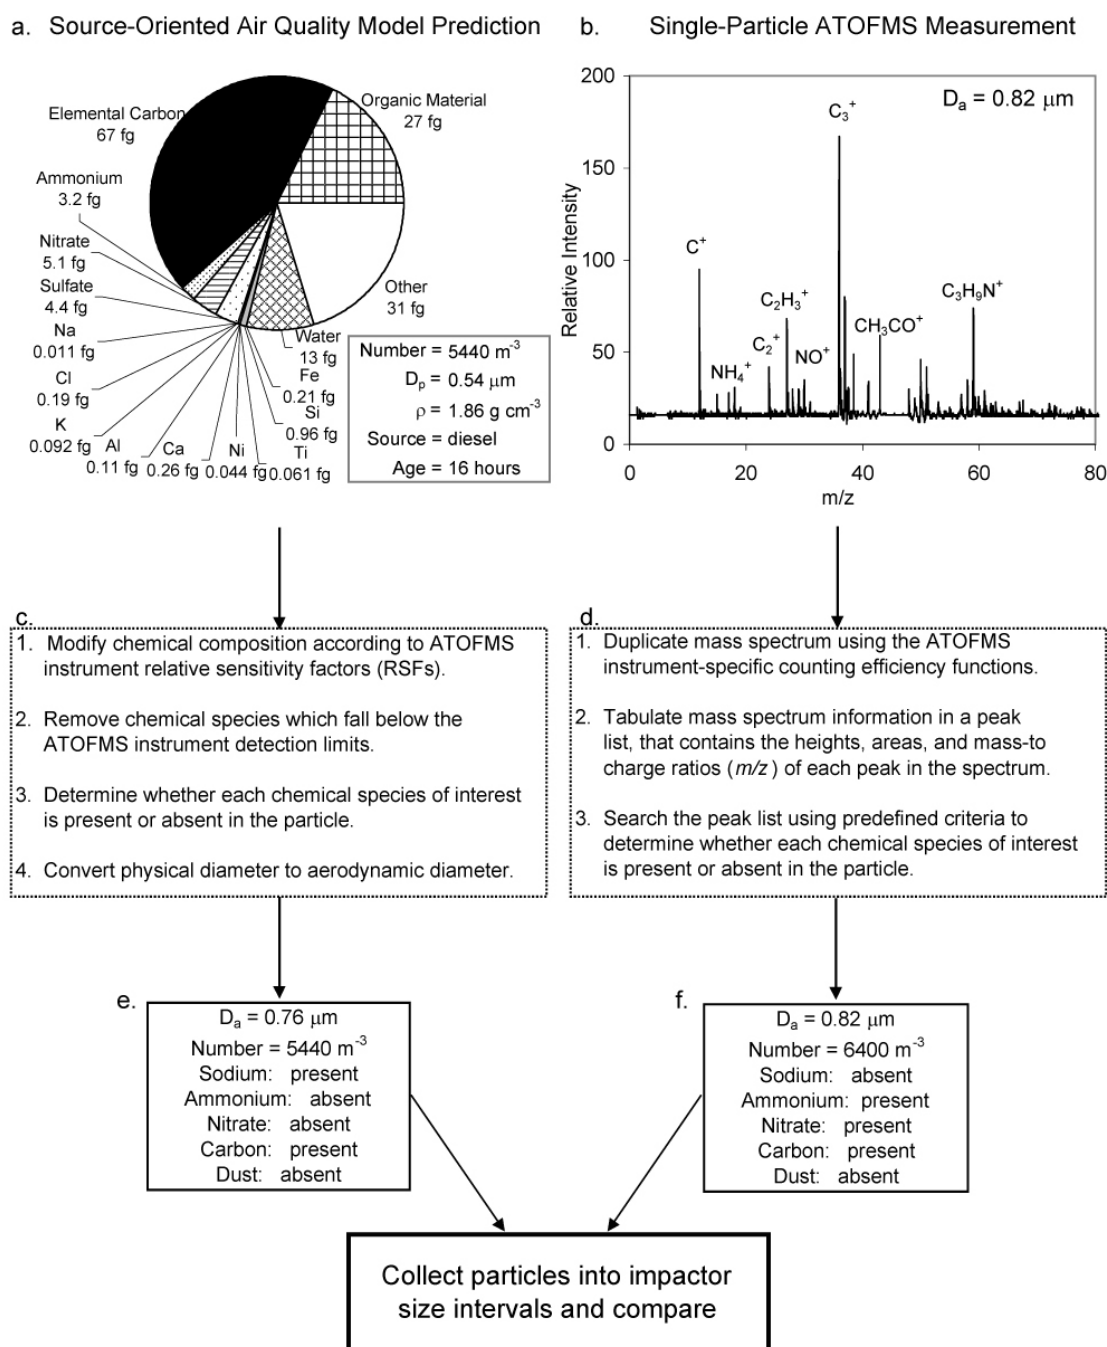 a. Source-Oriented Air Quality Model Prediction
Elemental Carbon
67 fg
Organic Material
27 fg
Ammonium
3.2 fg
Nitrate
5.1 fg
Sulfate
4.4 fg
Na
0.011 fg
Cl
0.19 fg
K
0.092 fg
Al
0.11 fg
Ca
0.26 fg
Ni
0.044 fg
Ti
0.061 fg
Si
0.96 fg
Fe
0.21 fg
Water
13 fg
Other
31 fg
Number = 5440 m⁻³
Dₚ = 0.54 μm
ρ = 1.86 g cm⁻³
Source = diesel
Age = 16 hours
b. Single-Particle ATOFMS Measurement
Dₐ = 0.82 μm
Relative Intensity
200
150
100
50
0
C⁺
NH₄⁺
C₂⁺
C₂H₃⁺
NO⁺
C₃⁺
CH₃CO⁺
C₃H₉N⁺
0 20 40 60 80
m/z
c.
1. Modify chemical composition according to ATOFMS
instrument relative sensitivity factors (RSFs).
2. Remove chemical species which fall below the
ATOFMS instrument detection limits.
3. Determine whether each chemical species of interest
is present or absent in the particle.
4. Convert physical diameter to aerodynamic diameter.
d.
1. Duplicate mass spectrum using the ATOFMS
instrument-specific counting efficiency functions.
2. Tabulate mass spectrum information in a peak
list, that contains the heights, areas, and mass-to
charge ratios (m/z) of each peak in the spectrum.
3. Search the peak list using predefined criteria to
determine whether each chemical species of interest
is present or absent in the particle.
e.
Dₐ = 0.76 μm
Number = 5440 m⁻³
Sodium: present
Ammonium: absent
Nitrate: absent
Carbon: present
Dust: absent
f.
Dₐ = 0.82 μm
Number = 6400 m⁻³
Sodium: absent
Ammonium: present
Nitrate: present
Carbon: present
Dust: absent
Collect particles into impactor
size intervals and compare